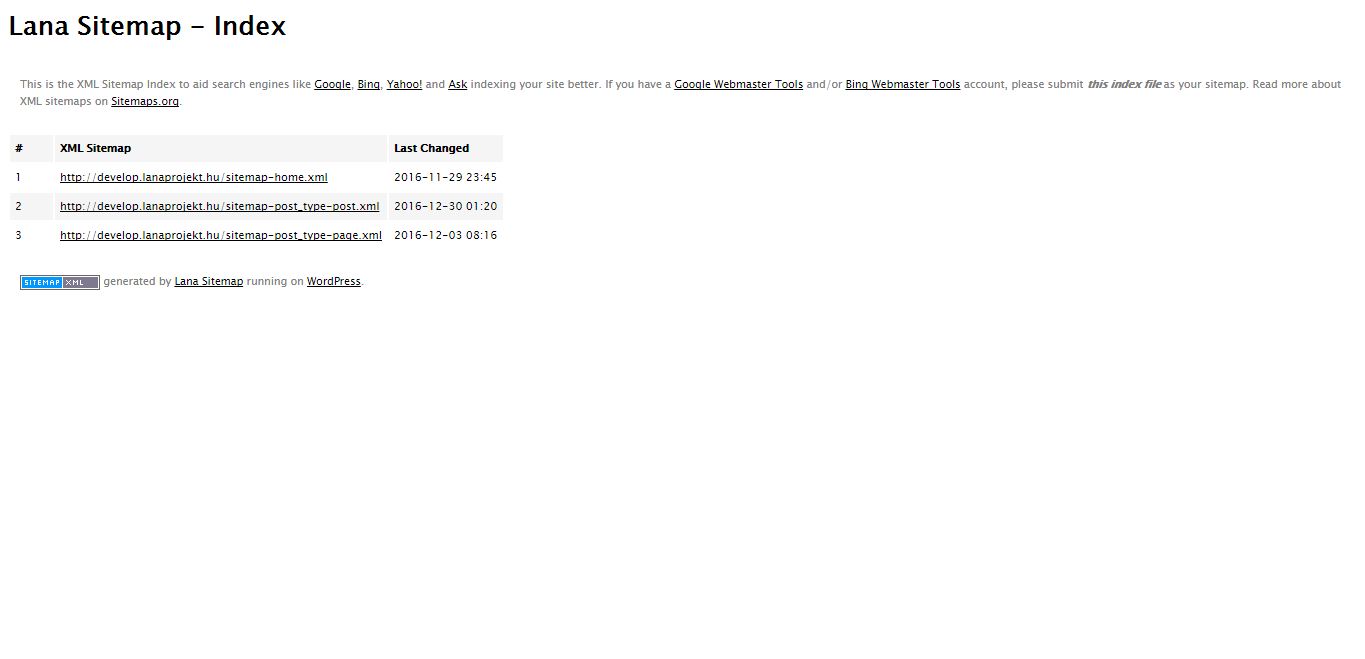 Lana Sitemap - Index
This is the XML Sitemap Index to aid search engines like Google, Bing, Yahoo! and Ask indexing your site better. If you have a Google Webmaster Tools and/or Bing Webmaster Tools account, please submit this index file as your sitemap. Read more about
XML sitemaps on Sitemaps.org.
# XML Sitemap Last Changed
1 http://develop.lanaprojekt.hu/sitemap-home.xml 2016-11-29 23:45
2 http://develop.lanaprojekt.hu/sitemap-post_type-post.xml 2016-12-30 01:20
3 http://develop.lanaprojekt.hu/sitemap-post_type-page.xml 2016-12-03 08:16
SITEMAP XML generated by Lana Sitemap running on WordPress.